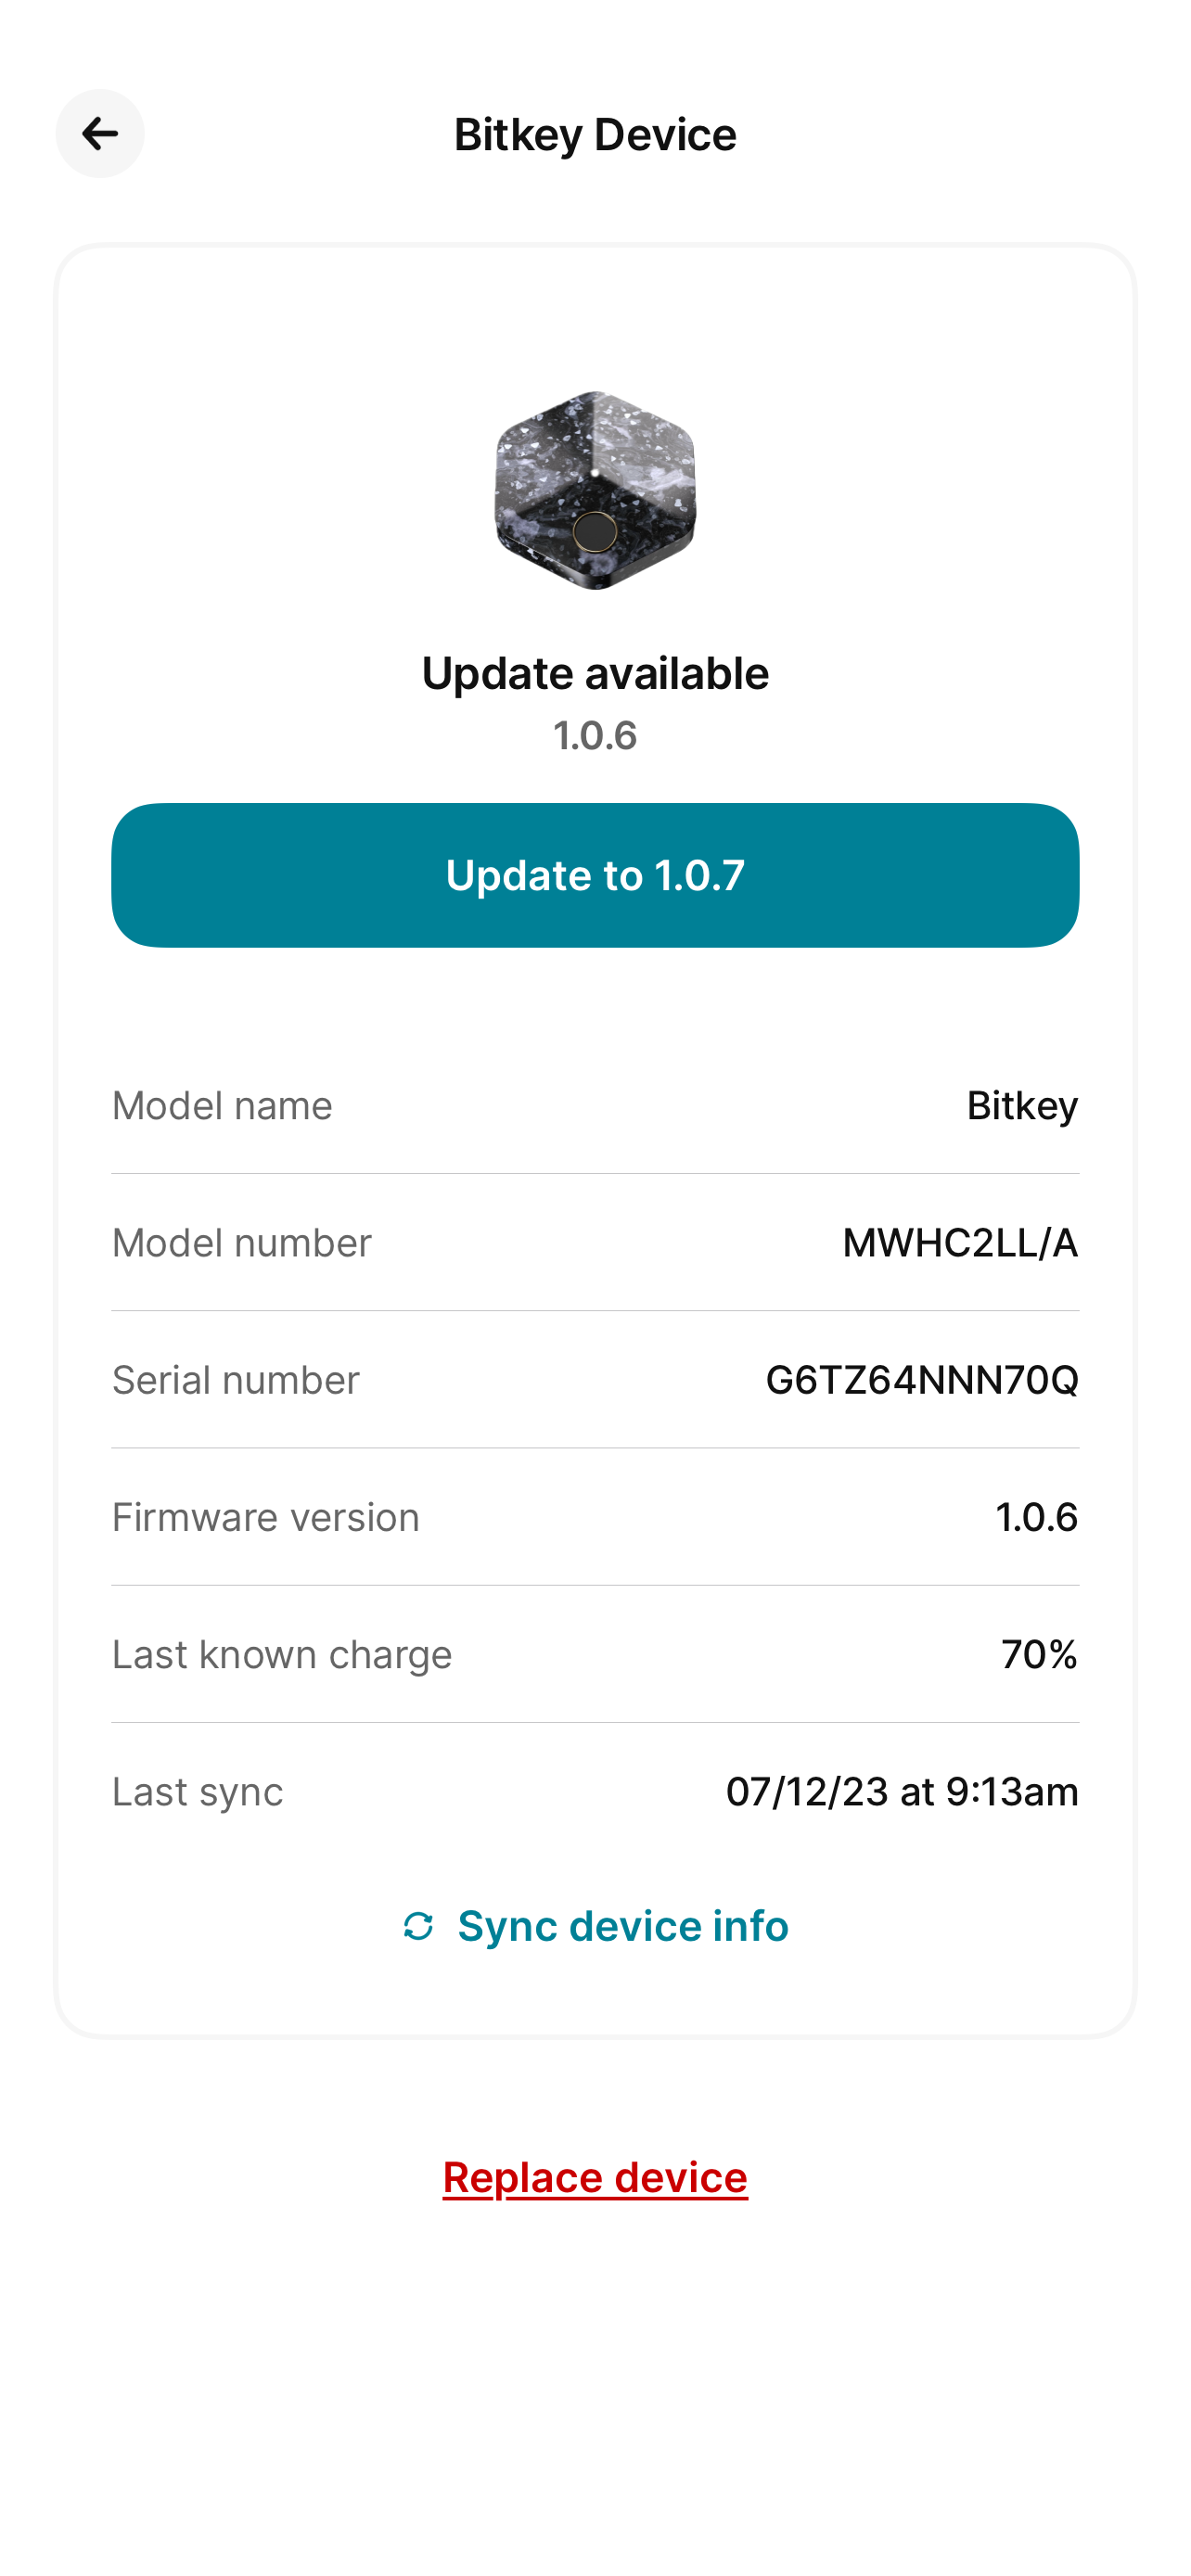 Bitkey Device
Update available
1.0.6
Update to 1.0.7
Model name Bitkey
Model number MWHC2LL/A
Serial number G6TZ64NNN70Q
Firmware version 1.0.6
Last known charge 70%
Last sync 07/12/23 at 9:13am
Sync device info
Replace device